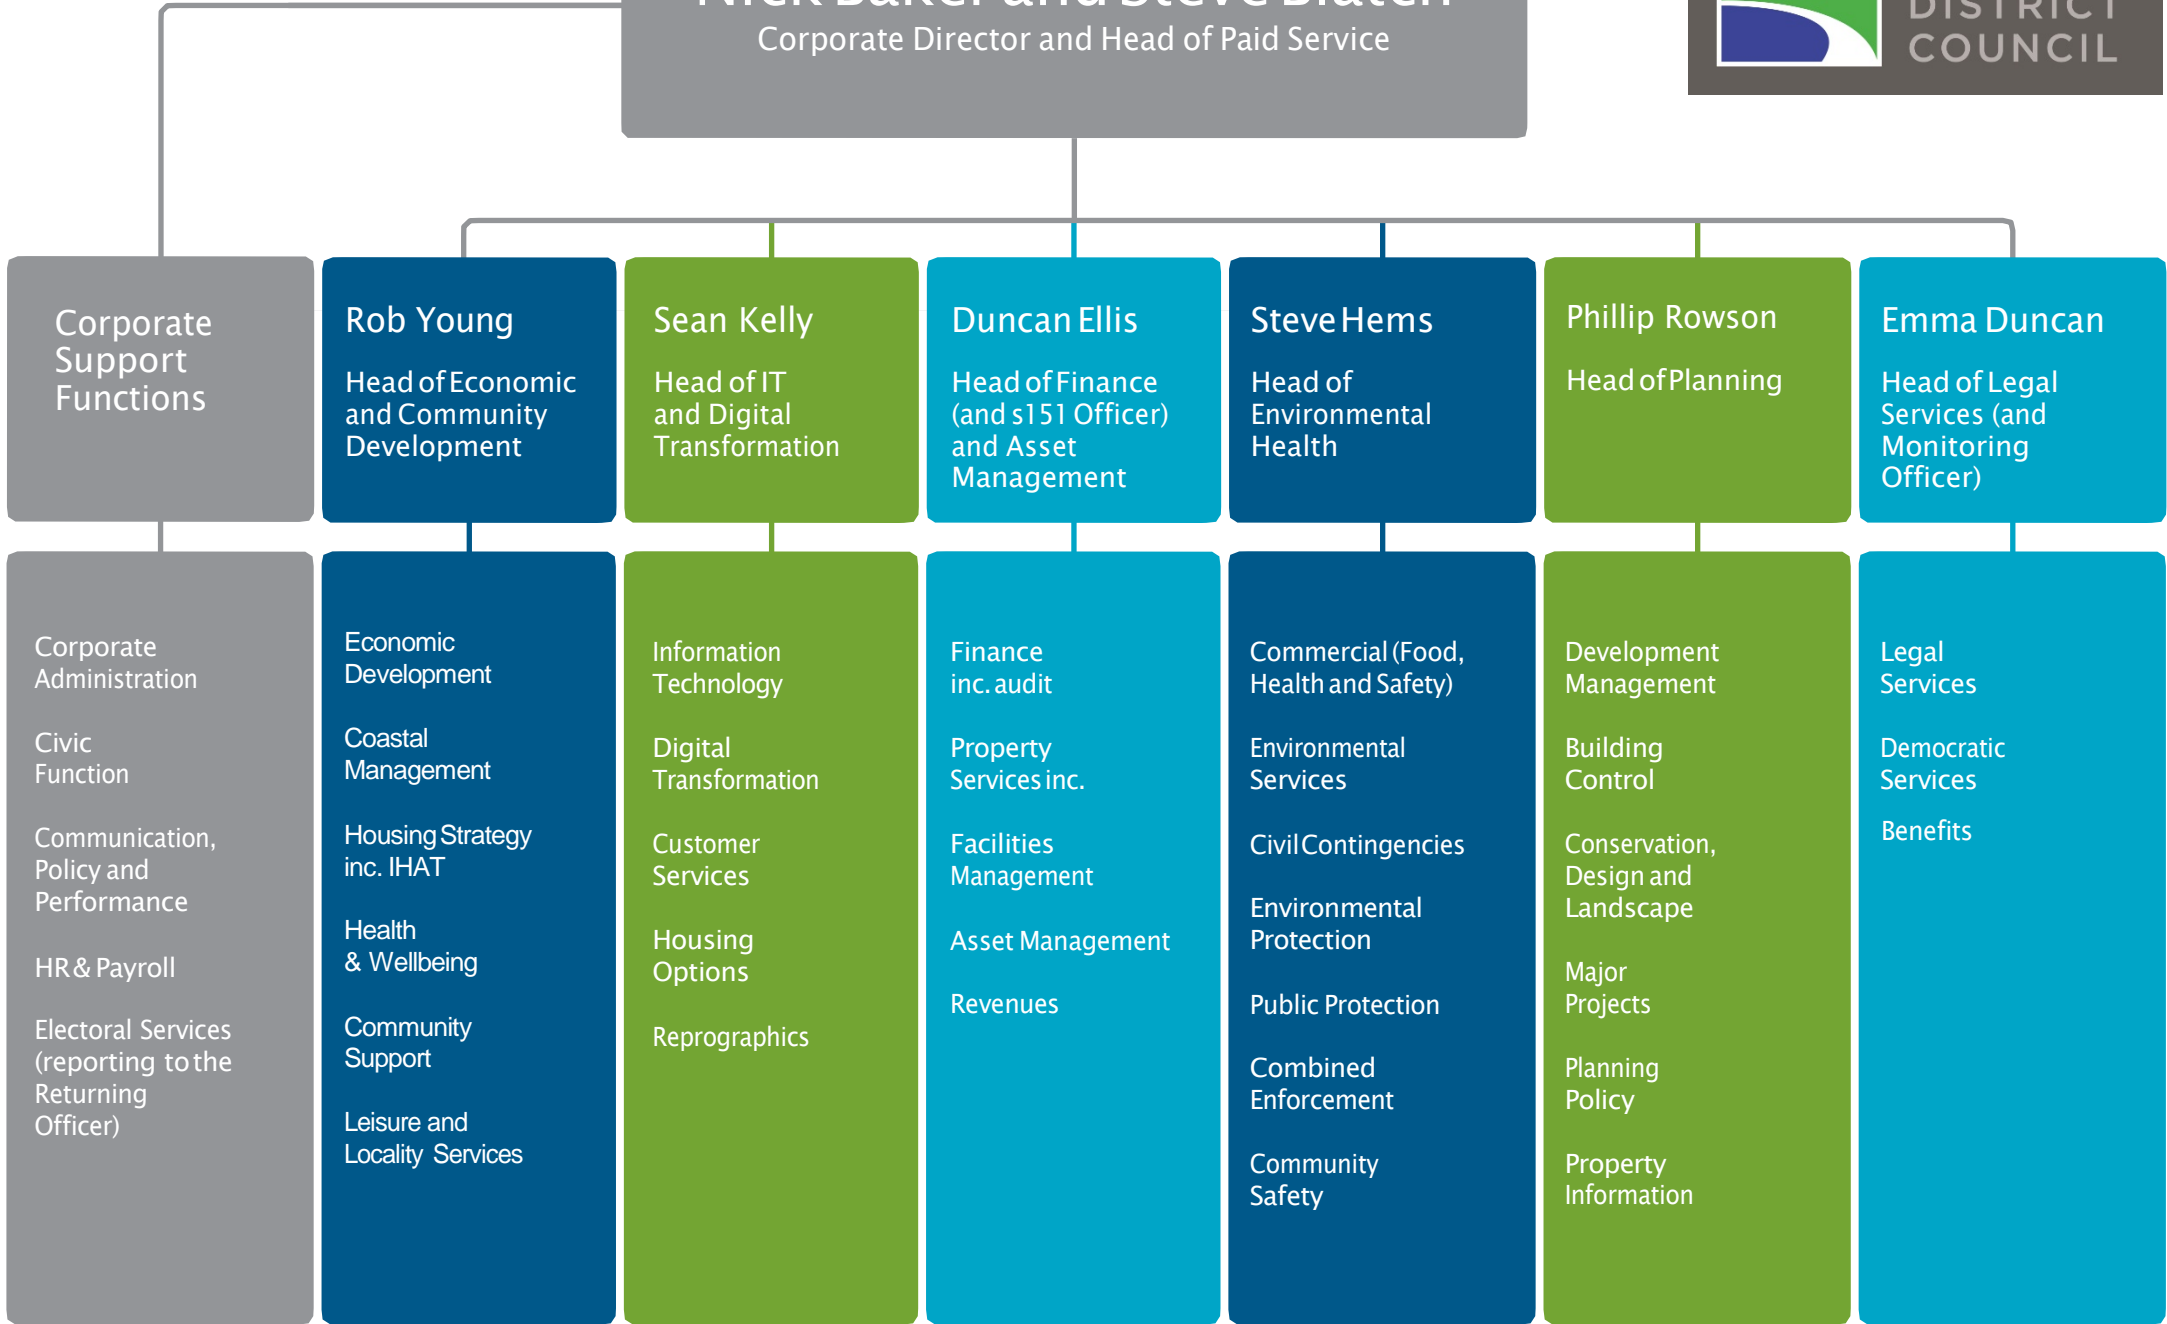 Nick Baker and Steve Blatch
Corporate Director and Head of Paid Service
DISTRICT
COUNCIL
Corporate
Support
Functions
Rob Young
Head of Economic
and Community
Development
Sean Kelly
Head of IT
and Digital
Transformation
Duncan Ellis
Head of Finance
(and s151 Officer)
and Asset
Management
Steve Hems
Head of
Environmental
Health
Phillip Rowson
Head of Planning
Emma Duncan
Head of Legal
Services (and
Monitoring
Officer)
Corporate
Administration
Civic
Function
Communication,
Policy and
Performance
HR & Payroll
Electoral Services
(reporting to the
Returning
Officer)
Economic
Development
Coastal
Management
Housing Strategy
inc. IHAT
Health
& Wellbeing
Community
Support
Leisure and
Locality Services
Information
Technology
Digital
Transformation
Customer
Services
Housing
Options
Reprographics
Finance
inc. audit
Property
Services inc.
Facilities
Management
Asset Management
Revenues
Commercial (Food,
Health and Safety)
Environmental
Services
Civil Contingencies
Environmental
Protection
Public Protection
Combined
Enforcement
Community
Safety
Development
Management
Building
Control
Conservation,
Design and
Landscape
Major
Projects
Planning
Policy
Property
Information
Legal
Services
Democratic
Services
Benefits